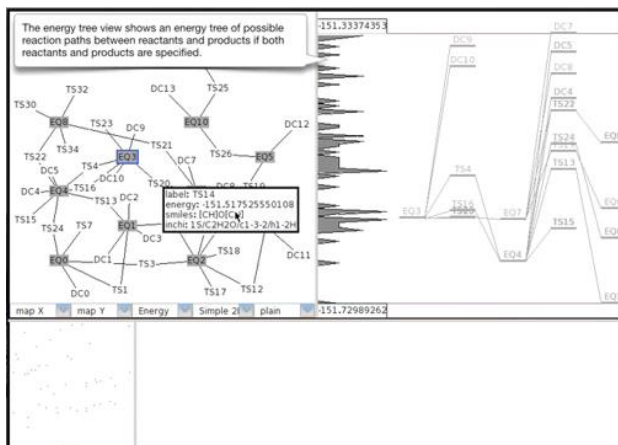 The energy tree view shows an energy tree of possible
reaction paths between reactants and products if both
reactants and products are specified.
-151.33374353
DC7
DC9
DC5
DC10
DC8
DC4
TS22
TS24
TS13
TS4
TS16
EQ3
EQ7
TS15
EQ4
DC13
TS25
TS32
TS30
EQ8
TS23
DC9
EQ10
DC12
TS34
TS21
TS26
EQ5
TS22
EQ3
DC7
DC5
TS4
DC10
TS20
DC4
EQ4
TS16
label: TS14
energy: -151.517525550108
smiles: [CH]O[CH]
inchi: 1S/C2H2O/c1-3-2/h1-2H
TS15
TS13
DC2
TS24
TS7
EQ1
DC3
TS18
DC11
EQ0
DC1
TS3
EQ2
DC0
TS1
TS17
TS12
map X
map Y
Energy
plain
-151.72989262